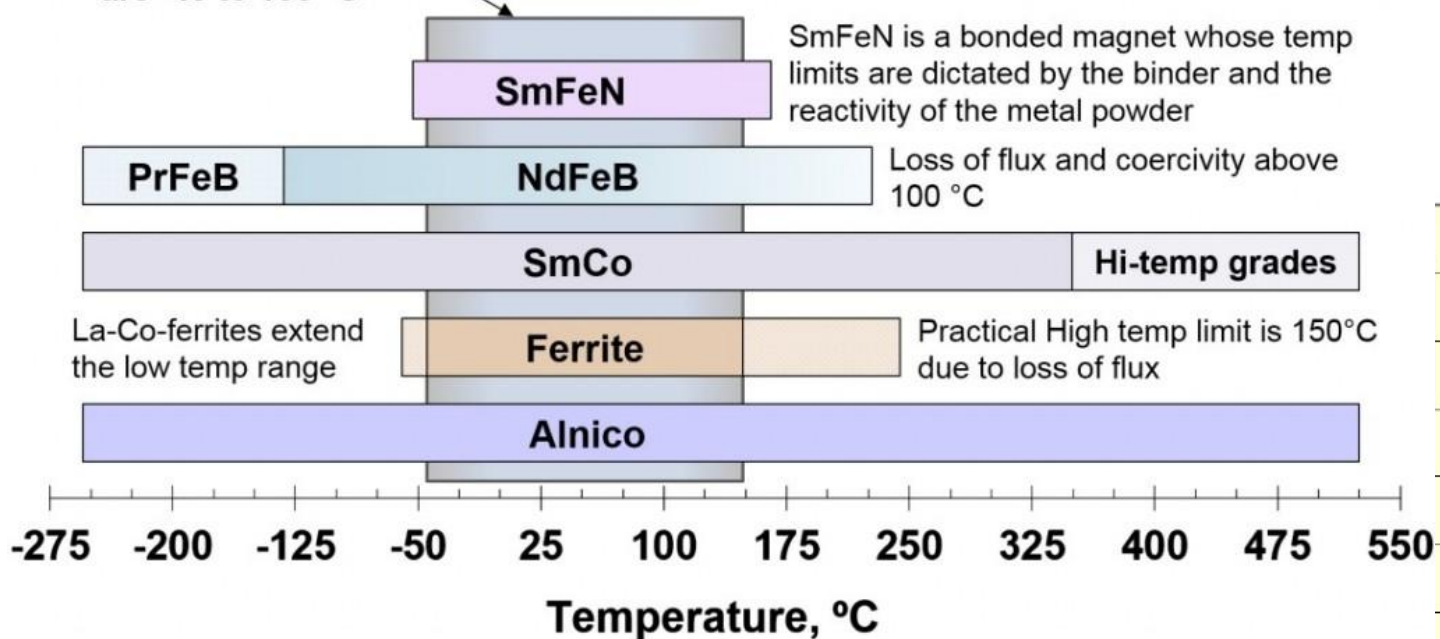 SmFeN is a bonded magnet whose temp
limits are dictated by the binder and the
reactivity of the metal powder
SmFeN
PrFeB
NdFeB
Loss of flux and coercivity above
100 °C
SmCo
Hi-temp grades
La-Co-ferrites extend
the low temp range
Ferrite
Practical High temp limit is 150°C
due to loss of flux
Alnico
-275 -200 -125 -50 25 100 175 250 325 400 475 550
Temperature, ºC